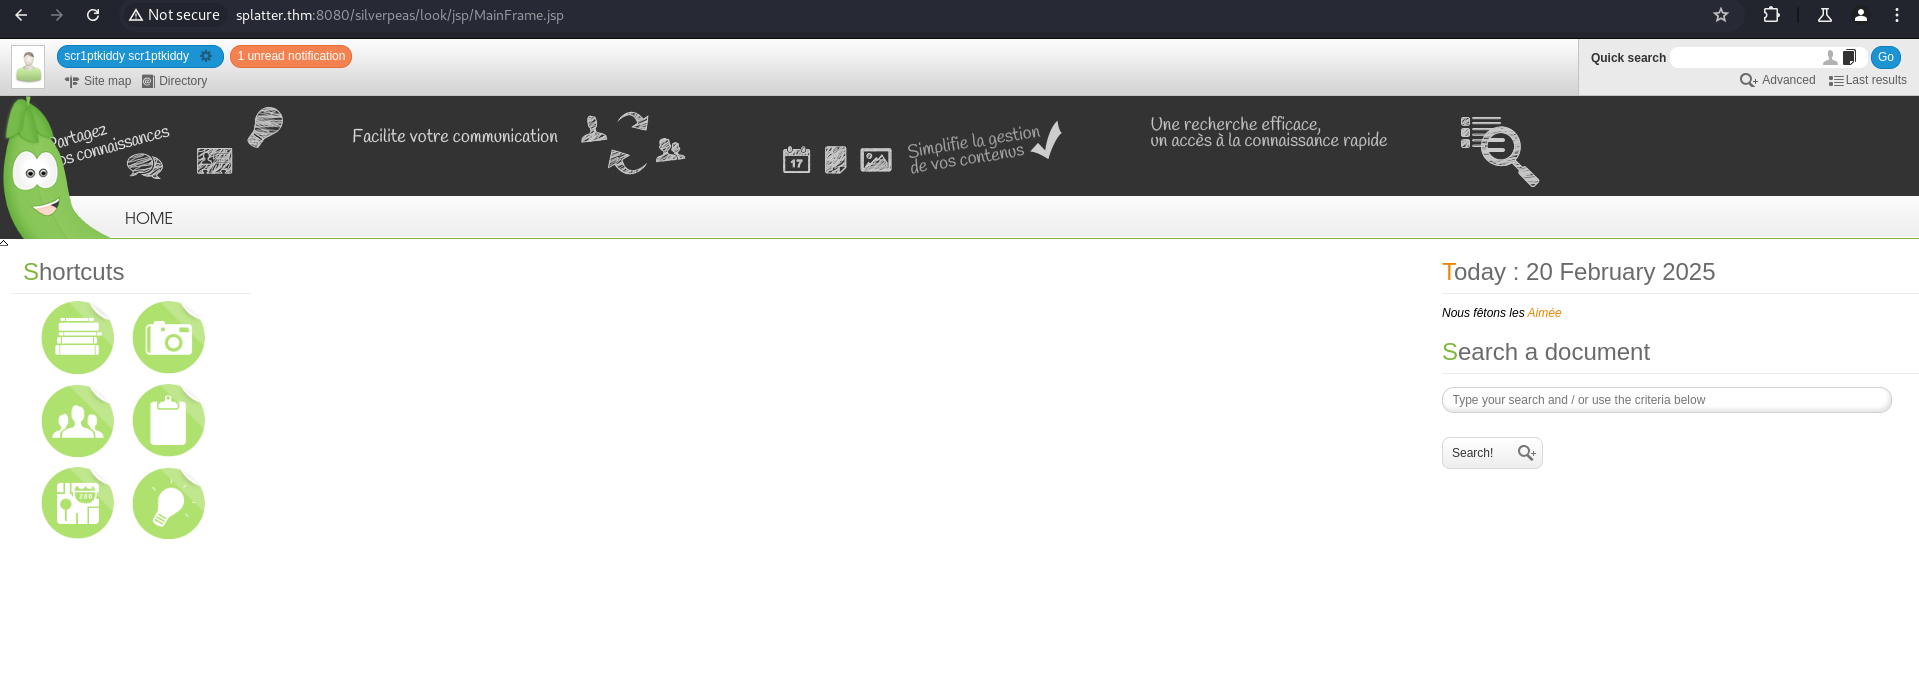 Not secure splatter.thm:8080/silverpeas/look/jsp/MainFrame.jsp
scr1ptkiddy scr1ptkiddy 1 unread notification
Site map Directory
Quick search Go
Advanced Last results
Partagez
vos connaissances
Facilite votre communication
17
Simplifie la gestion
de vos contenus
Une recherche efficace,
un accès à la connaissance rapide
HOME
Shortcuts
280
Today : 20 February 2025
Nous fêtons les Aimée
Search a document
Type your search and / or use the criteria below
Search!